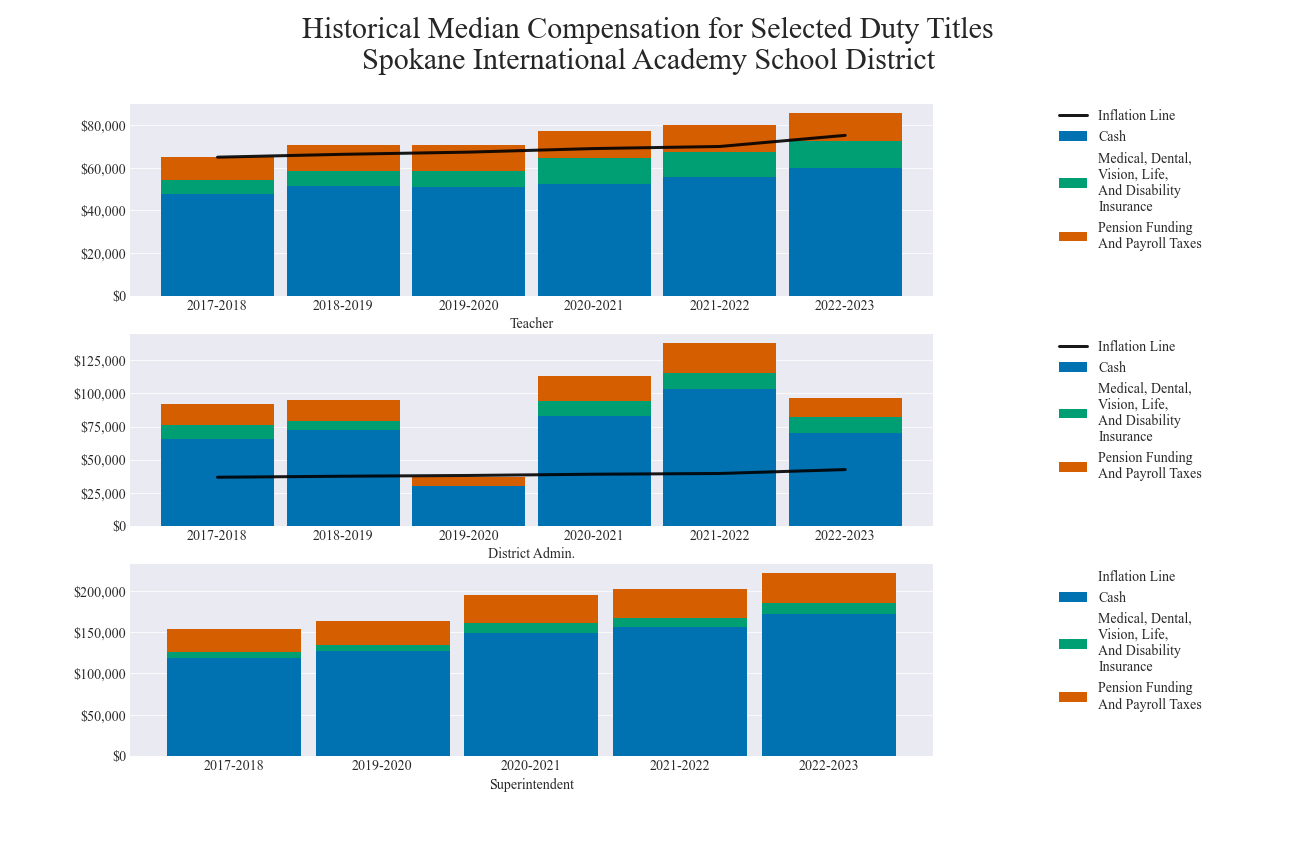 Historical Median Compensation for Selected Duty Titles
Spokane International Academy School District
$80,000
$60,000
$40,000
$20,000
$0
2017-2018 2018-2019 2019-2020 2020-2021 2021-2022 2022-2023
Teacher
Inflation Line
Cash
Medical, Dental,
Vision, Life,
And Disability
Insurance
Pension Funding
And Payroll Taxes
$125,000
$100,000
$75,000
$50,000
$25,000
$0
2017-2018 2018-2019 2019-2020 2020-2021 2021-2022 2022-2023
District Admin.
Inflation Line
Cash
Medical, Dental,
Vision, Life,
And Disability
Insurance
Pension Funding
And Payroll Taxes
$200,000
$150,000
$100,000
$50,000
$0
2017-2018 2019-2020 2020-2021 2021-2022 2022-2023
Superintendent
Inflation Line
Cash
Medical, Dental,
Vision, Life,
And Disability
Insurance
Pension Funding
And Payroll Taxes